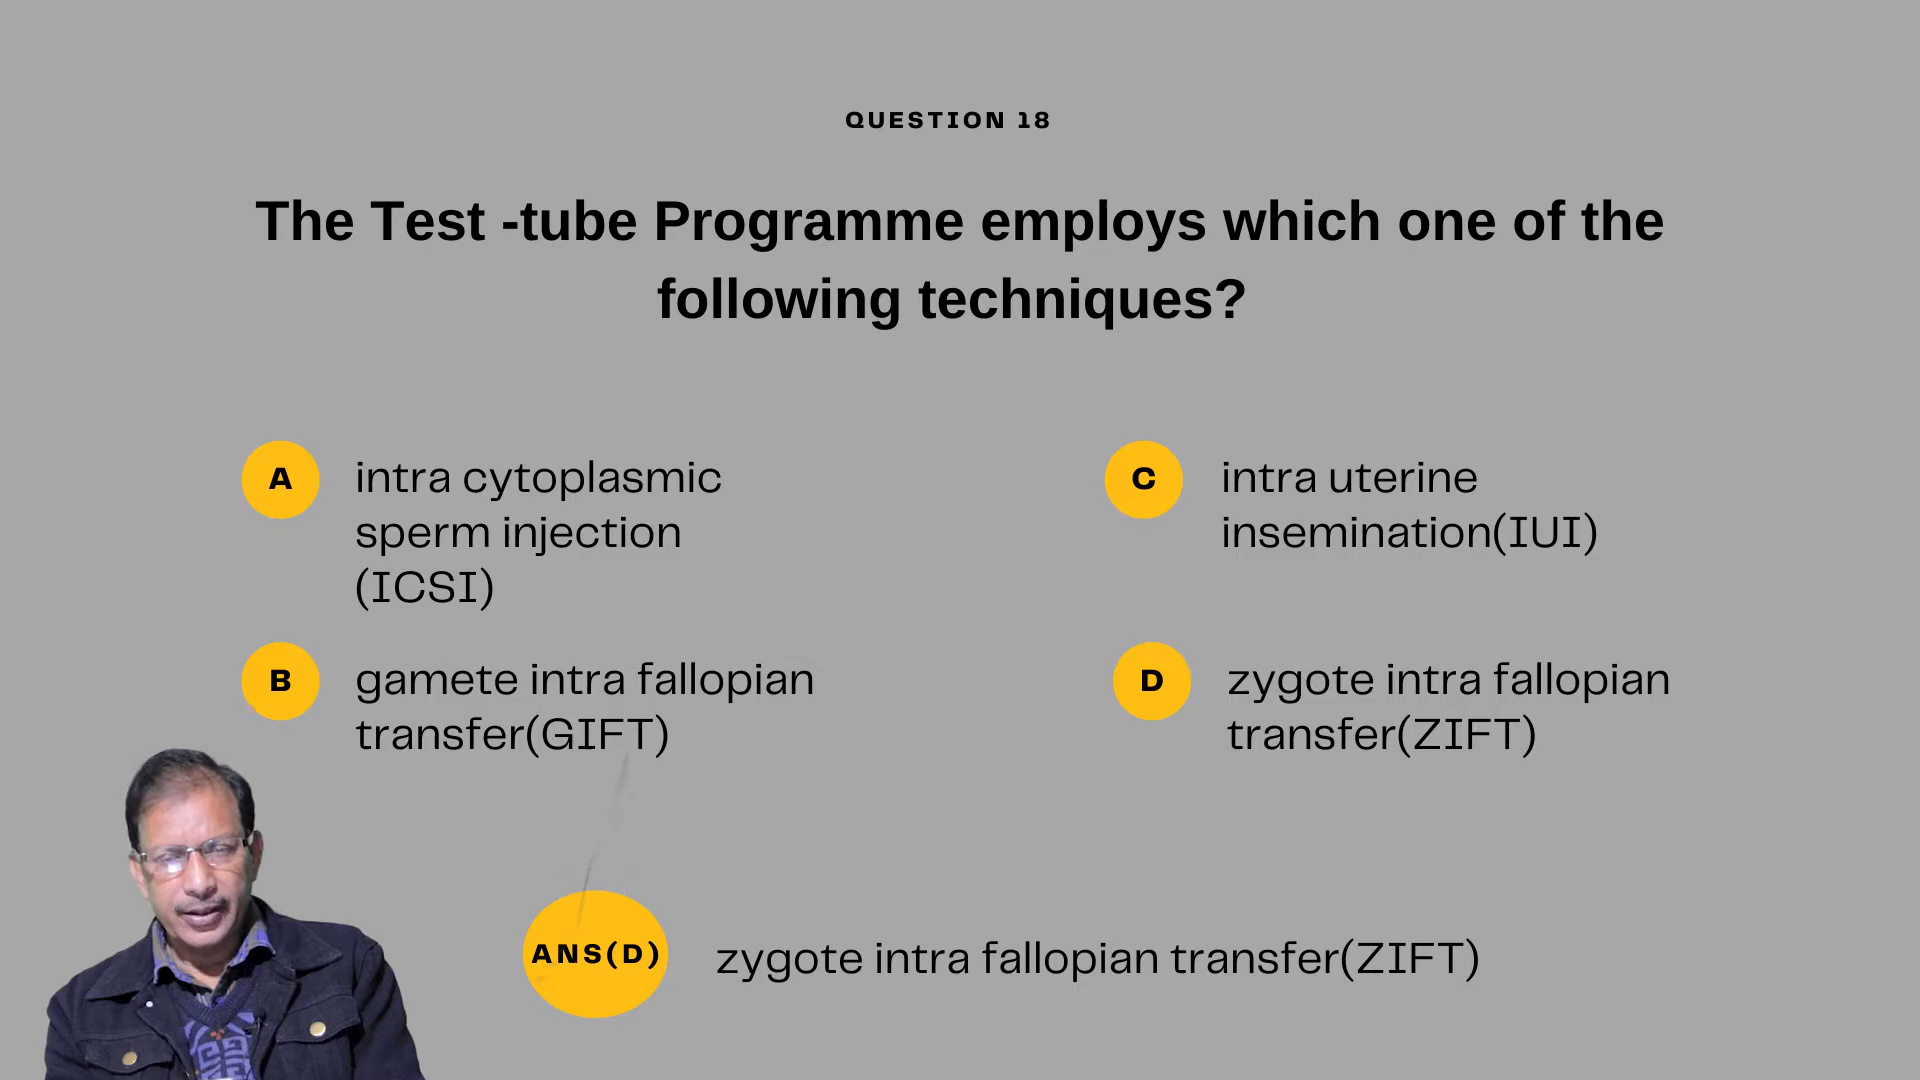 QUESTION 18
The Test -tube Programme employs which one of the
following techniques?
A
intra cytoplasmic
sperm injection
(ICSI)
B
gamete intra fallopian
transfer(GIFT)
C
intra uterine
insemination(IUI)
D
zygote intra fallopian
transfer(ZIFT)
ANS(D)
zygote intra fallopian transfer(ZIFT)